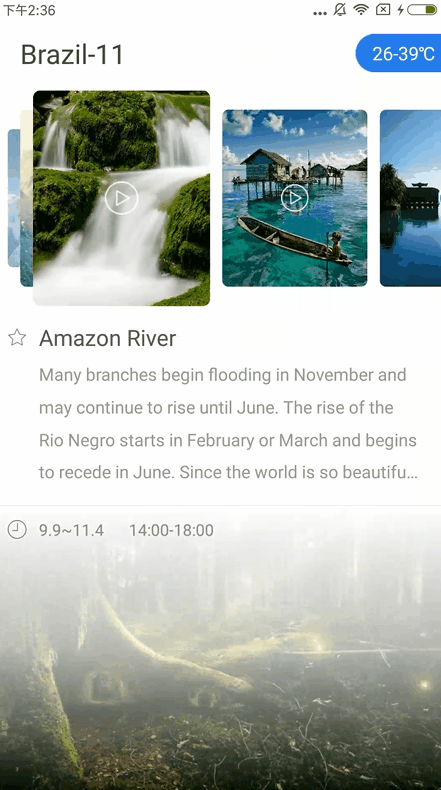 下午2:36
Brazil-11
26-39℃
Amazon River
Many branches begin flooding in November and
may continue to rise until June. The rise of the
Rio Negro starts in February or March and begins
to recede in June. Since the world is so beautifu…
9.9~11.4 14:00-18:00